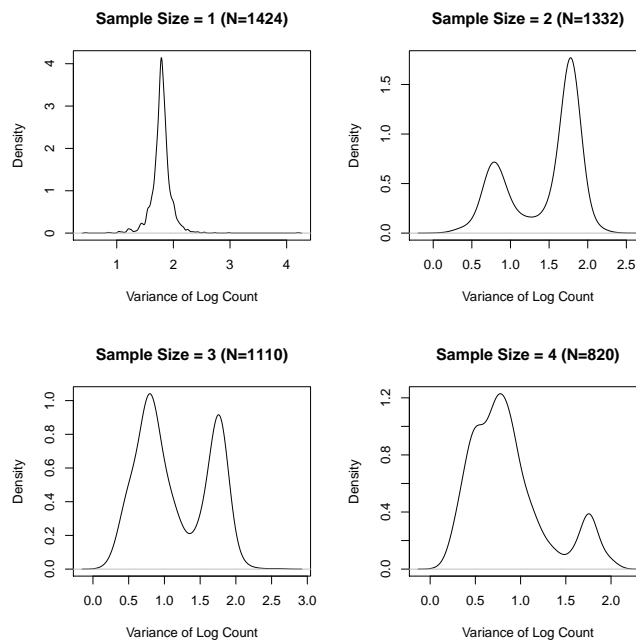 Sample Size = 1 (N=1424)
Density
4
3
2
1
0
1 2 3 4
Variance of Log Count
Sample Size = 2 (N=1332)
Density
1.5
1.0
0.5
0.0
0.0 0.5 1.0 1.5 2.0 2.5
Variance of Log Count
Sample Size = 3 (N=1110)
Density
1.0
0.8
0.6
0.4
0.2
0.0
0.0 0.5 1.0 1.5 2.0 2.5 3.0
Variance of Log Count
Sample Size = 4 (N=820)
Density
1.2
0.8
0.4
0.0
0.0 0.5 1.0 1.5 2.0
Variance of Log Count